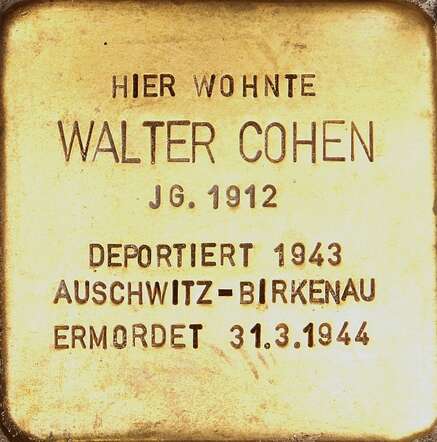 HIER WOHNTE
WALTER COHEN
JG. 1912
DEPORTIERT 1943
AUSCHWITZ-BIRKENAU
ERMORDET 31.3.1944